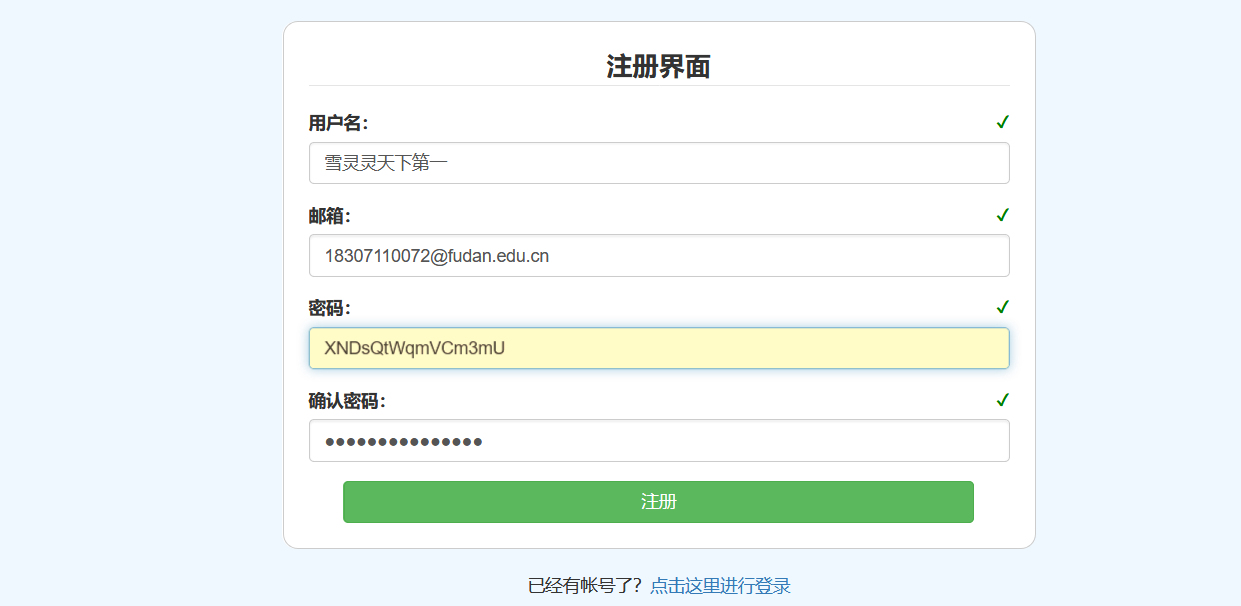 注册界面
用户名：
✓
雪灵灵天下第一
邮箱：
✓
18307110072@fudan.edu.cn
密码：
✓
XNDsQtWqmVCm3mU
确认密码：
✓
●●●●●●●●●●●●●●●
注册
已经有帐号了？点击这里进行登录